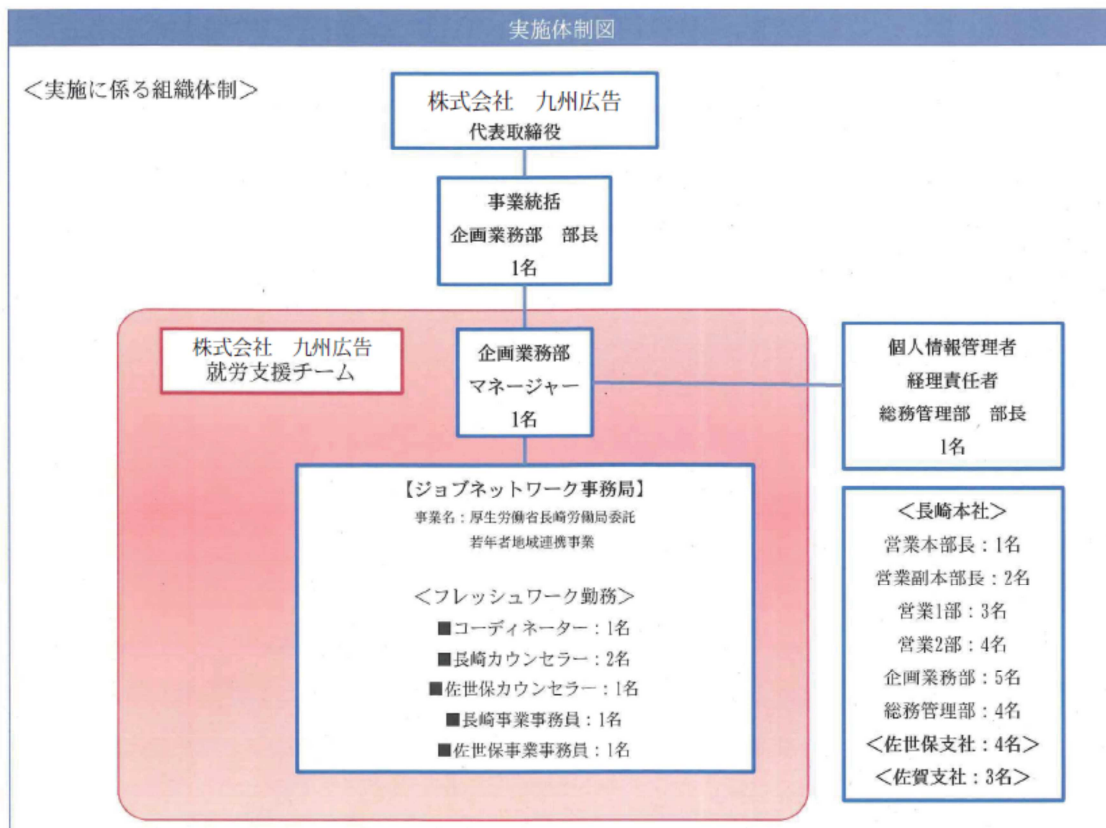 実施体制図
＜実施に係る組織体制＞
株式会社　九州広告
代表取締役
事業統括
企画業務部　部長
1名
株式会社　九州広告
就労支援チーム
企画業務部
マネージャー
1名
個人情報管理者
経理責任者
総務管理部　部長
1名
【ジョブネットワーク事務局】
事業名：厚生労働省長崎労働局委託
若年者地域連携事業
＜フレッシュワーク勤務＞
■コーディネーター：1名
■長崎カウンセラー：2名
■佐世保カウンセラー：1名
■長崎事業事務員：1名
■佐世保事業事務員：1名
＜長崎本社＞
営業本部長：1名
営業副本部長：2名
営業1部：3名
営業2部：4名
企画業務部：5名
総務管理部：4名
＜佐世保支社：4名＞
＜佐賀支社：3名＞